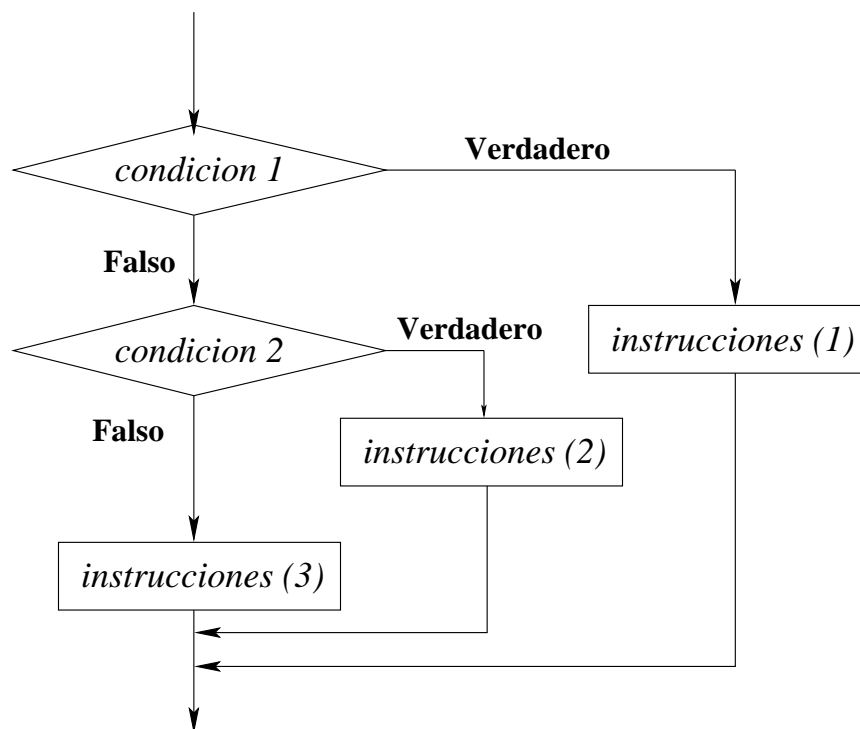 Verdadero
condicion 1
Falso
Verdadero
instrucciones (1)
condicion 2
Falso
instrucciones (2)
instrucciones (3)